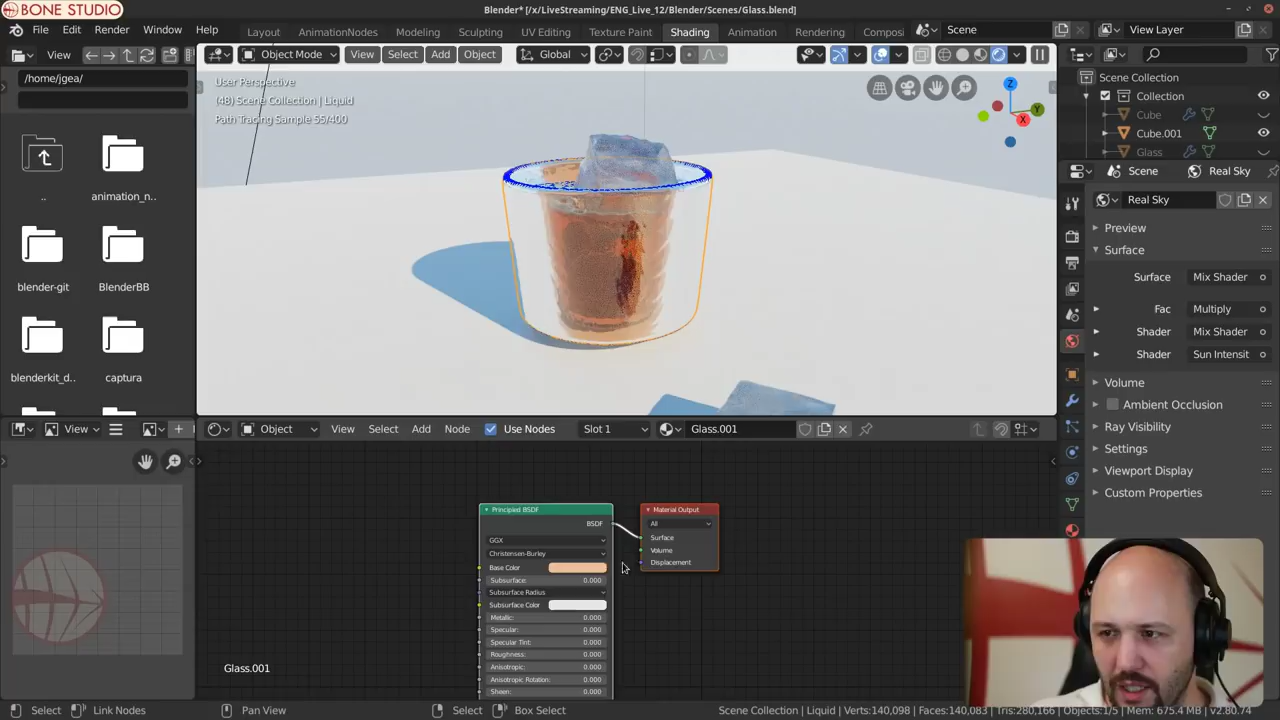 BONE STUDIO
Blender* [/x/LiveStreaming/ENG_Live_12/Blender/Scenes/Glass.blend]
File Edit Render Window Help
Layout AnimationNodes Modeling Sculpting UV Editing Texture Paint Shading Animation Rendering Composi
Scene
View Layer
View
Object Mode View Select Add Object
Global
/home/jgea/
..
animation_n..
blender-git
BlenderBB
blenderkit_d..
captura
User Perspective
(48) Scene Collection | Liquid
Path Tracing Sample 55/400
Z
Y
X
Scene Collection
Collection
Cube
Cube.001
Glass
Scene
Real Sky
Real Sky
Preview
Surface
Surface Mix Shader
Fac Multiply
Shader Mix Shader
Shader Sun Intensit
Volume
Ambient Occlusion
Ray Visibility
Settings
Viewport Display
Custom Properties
View
Object View Select Add Node Use Nodes Slot 1 Glass.001
Principled BSDF
BSDF
GGX
Christensen-Burley
Base Color
Subsurface: 0.000
Subsurface Radius
Subsurface Color
Metallic: 0.000
Specular: 0.000
Specular Tint: 0.000
Roughness: 0.000
Anisotropic: 0.000
Anisotropic Rotation: 0.000
Sheen: 0.000
Material Output
All
Surface
Volume
Displacement
Glass.001
Select Link Nodes Pan View Select Box Select
Scene Collection | Liquid | Verts:140,098 | Faces:140,083 | Tris:280,166 | Objects:1/5 | Mem: 675.4 MB | v2.80.74